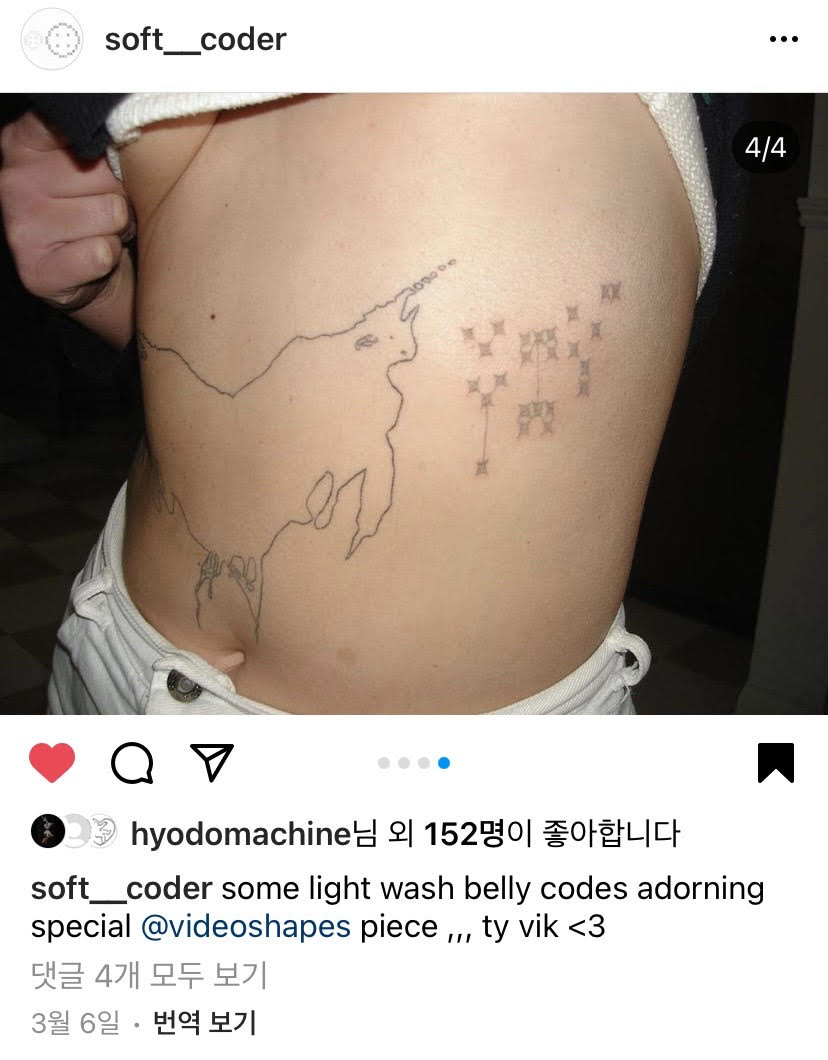 soft__coder
4/4
hyodomachine님 외 152명이 좋아합니다
soft__coder some light wash belly codes adorning
special @videoshapes piece ,,, ty vik <3
댓글 4개 모두 보기
3월 6일 · 번역 보기